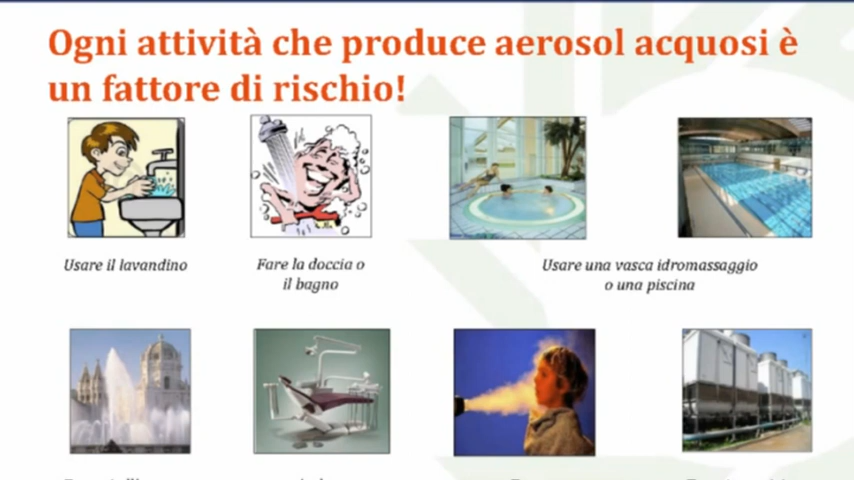 Ogni attività che produce aerosol acquosi è
un fattore di rischio!
Usare il lavandino
Fare la doccia o
il bagno
Usare una vasca idromassaggio
o una piscina